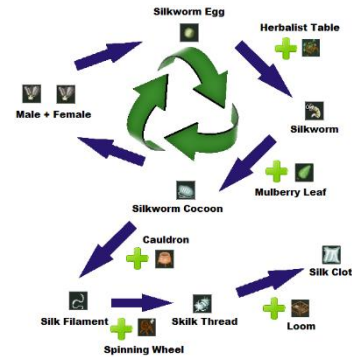 Silkworm Egg
Herbalist Table
Male + Female
Silkworm
Mulberry Leaf
Silkworm Cocoon
Cauldron
Silk Clot
Silk Filament
Skilk Thread
Loom
Spinning Wheel